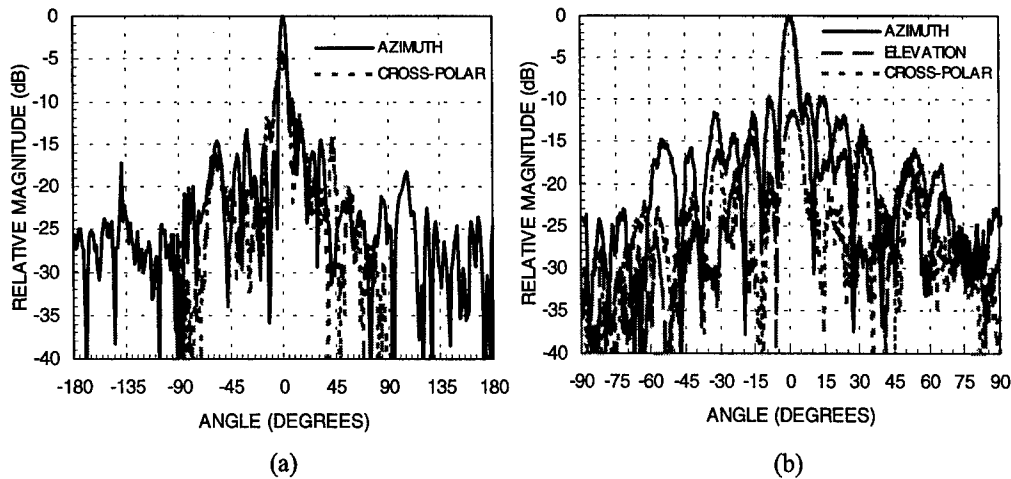 RELATIVE MAGNITUDE (dB)
0
-5
-10
-15
-20
-25
-30
-35
-40
AZIMUTH
CROSS-POLAR
-180 -135 -90 -45 0 45 90 135 180
ANGLE (DEGREES)
(a)
RELATIVE MAGNITUDE (dB)
0
-5
-10
-15
-20
-25
-30
-35
-40
AZIMUTH
ELEVATION
CROSS-POLAR
-90 -75 -60 -45 -30 -15 0 15 30 45 60 75 90
ANGLE (DEGREES)
(b)